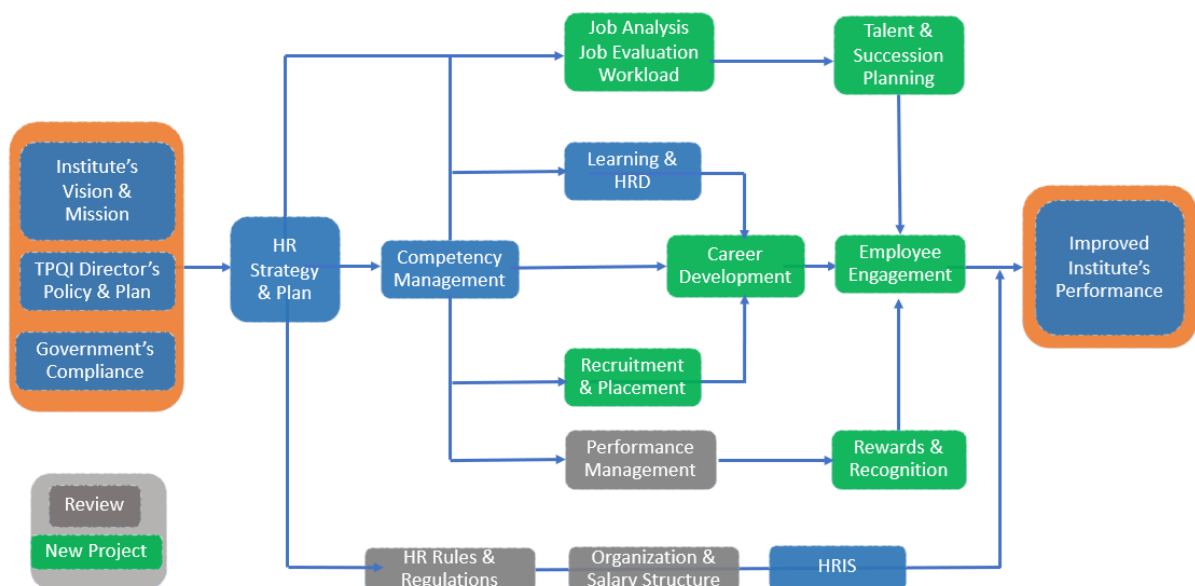 Job Analysis
Job Evaluation
Workload
Talent &
Succession
Planning
Institute's
Vision &
Mission
Learning &
HRD
TPQI Director's
Policy & Plan
HR
Strategy
& Plan
Competency
Management
Career
Development
Employee
Engagement
Improved
Institute's
Performance
Government's
Compliance
Recruitment
& Placement
Performance
Management
Rewards &
Recognition
Review
New Project
HR Rules &
Regulations
Organization &
Salary Structure
HRIS